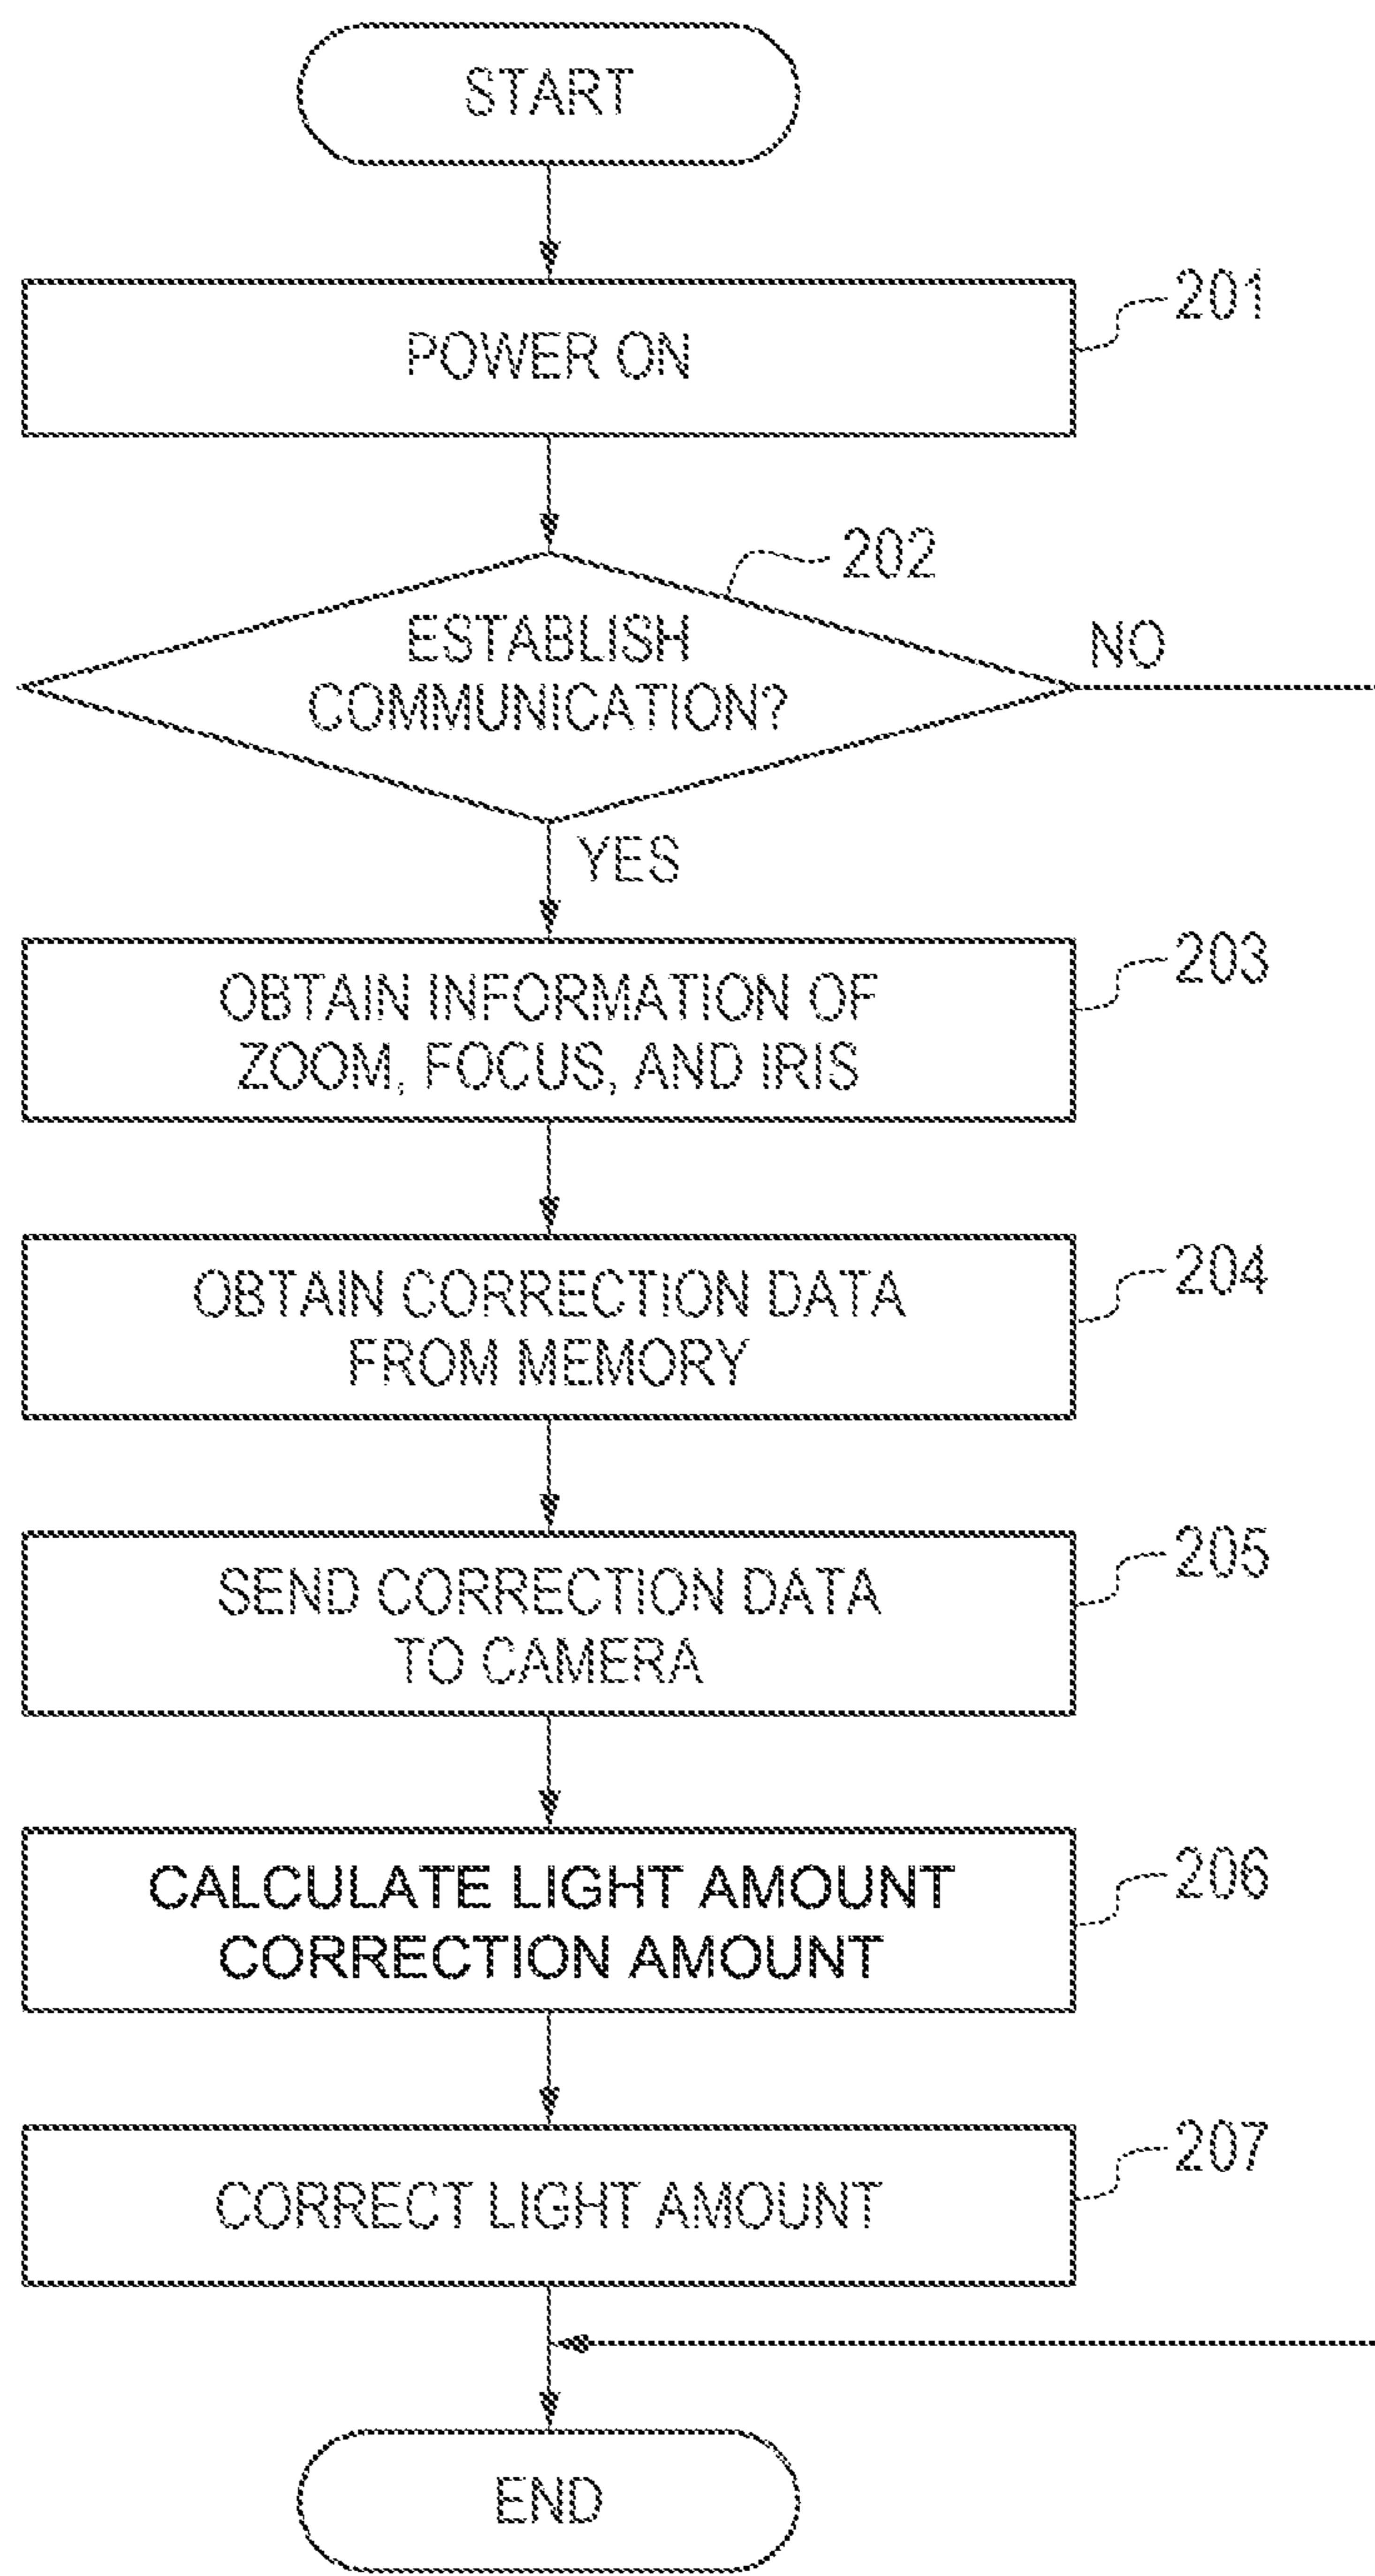 START
POWER ON
201
202
ESTABLISH
COMMUNICATION?
NO
YES
OBTAIN INFORMATION OF
ZOOM, FOCUS, AND IRIS
203
OBTAIN CORRECTION DATA
FROM MEMORY
204
SEND CORRECTION DATA
TO CAMERA
205
CALCULATE LIGHT AMOUNT
CORRECTION AMOUNT
206
CORRECT LIGHT AMOUNT
207
END